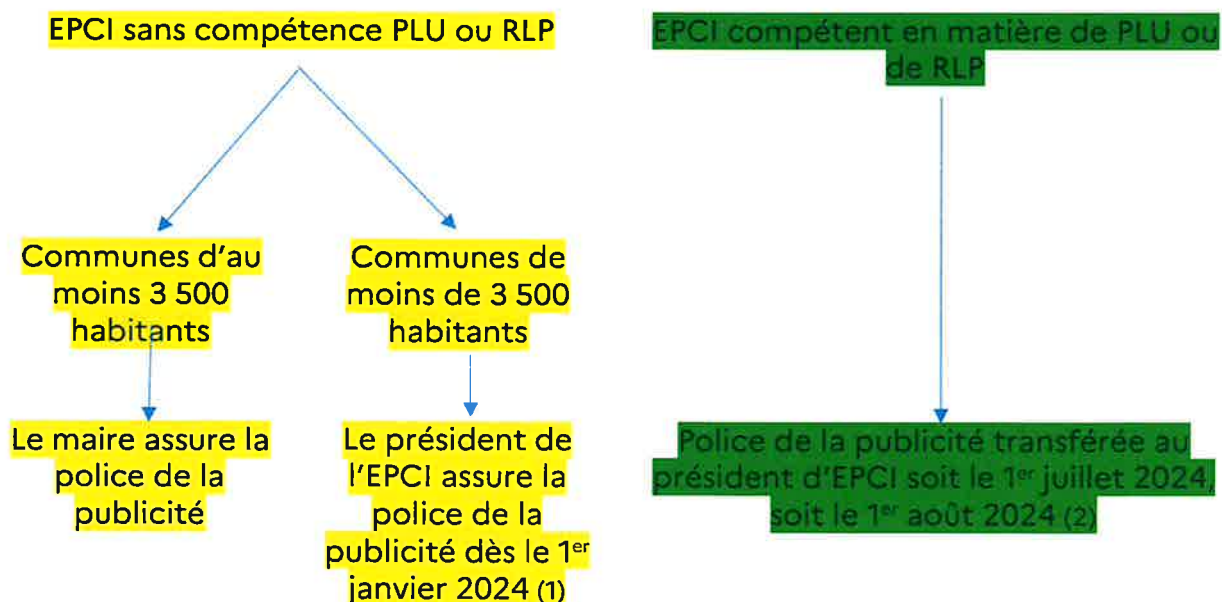 EPCI sans compétence PLU ou RLP
EPCI compétent en matière de PLU ou
de RLP
Communes d'au
moins 3 500
habitants
Communes de
moins de 3 500
habitants
Le maire assure la
police de la
publicité
Le président de
l'EPCI assure la
police de la
publicité dès le 1er
janvier 2024 (1)
Police de la publicité transférée au
président d'EPCI soit le 1er juillet 2024,
soit le 1er août 2024 (2)